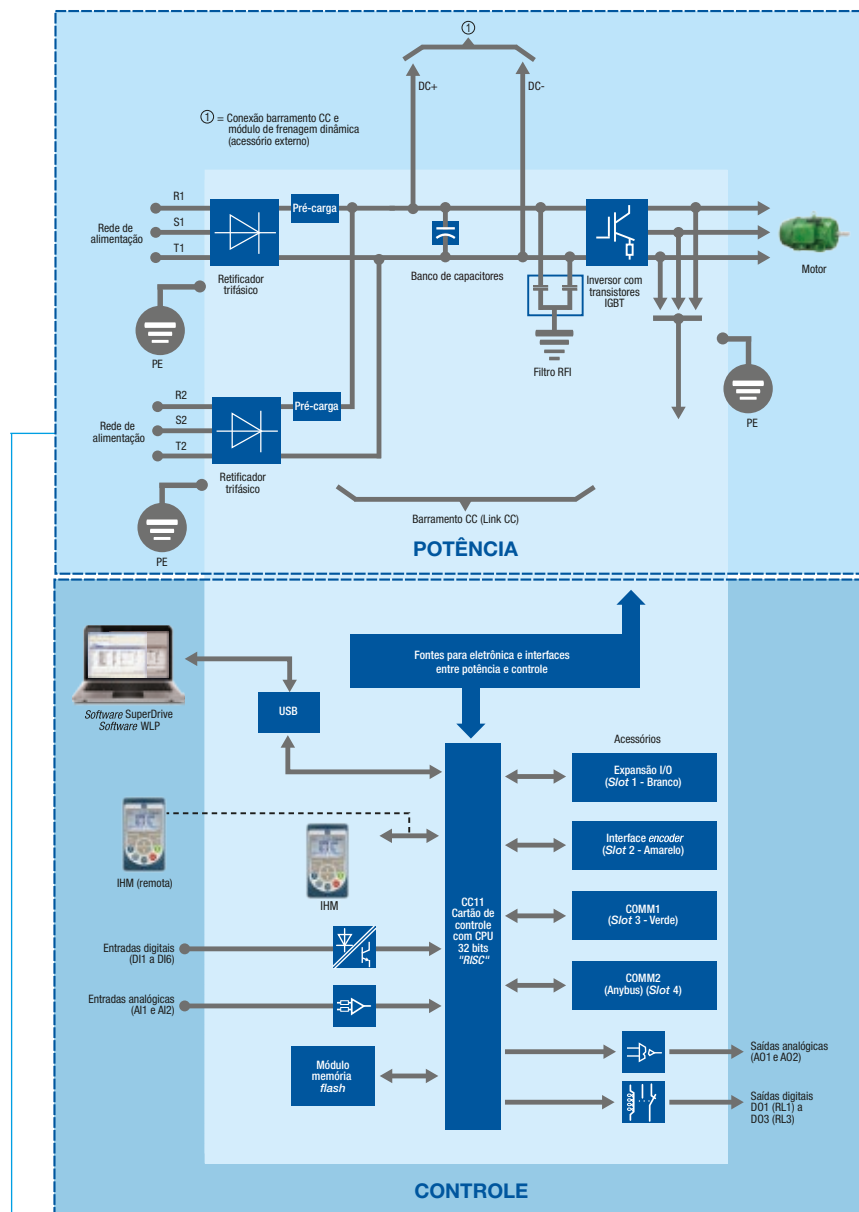 ①
DC+
DC-
① = Conexão barramento CC e
módulo de frenagem dinâmica
(acessório externo)
R1
Pré-carga
Rede de
alimentação
S1
T1
Retificador
trifásico
Banco de capacitores
Inversor com
transistores
IGBT
Motor
PE
Filtro RFI
PE
R2
Pré-carga
Rede de
alimentação
S2
T2
Retificador
trifásico
PE
Barramento CC (Link CC)
POTÊNCIA
Fontes para eletrônica e interfaces
entre potência e controle
USB
Software SuperDrive
Software WLP
Acessórios
Expansão I/O
(Slot 1 - Branco)
Interface encoder
(Slot 2 - Amarelo)
IHM (remota)
IHM
CC11
Cartão de
controle
com CPU
32 bits
"RISC"
COMM1
(Slot 3 - Verde)
Entradas digitais
(DI1 a DI6)
COMM2
(Anybus) (Slot 4)
Entradas analógicas
(AI1 e AI2)
Módulo
memória
flash
Saídas analógicas
(AO1 e AO2)
Saídas digitais
DO1 (RL1) a
DO3 (RL3)
CONTROLE